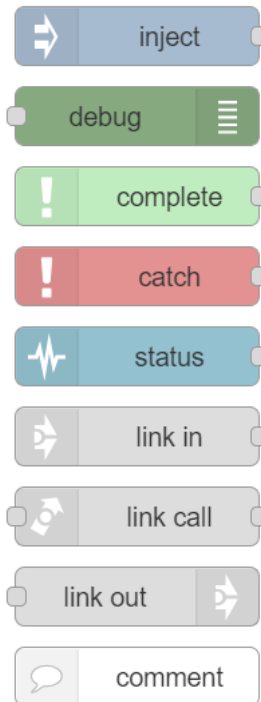 inject
debug
complete
catch
status
link in
link call
link out
comment